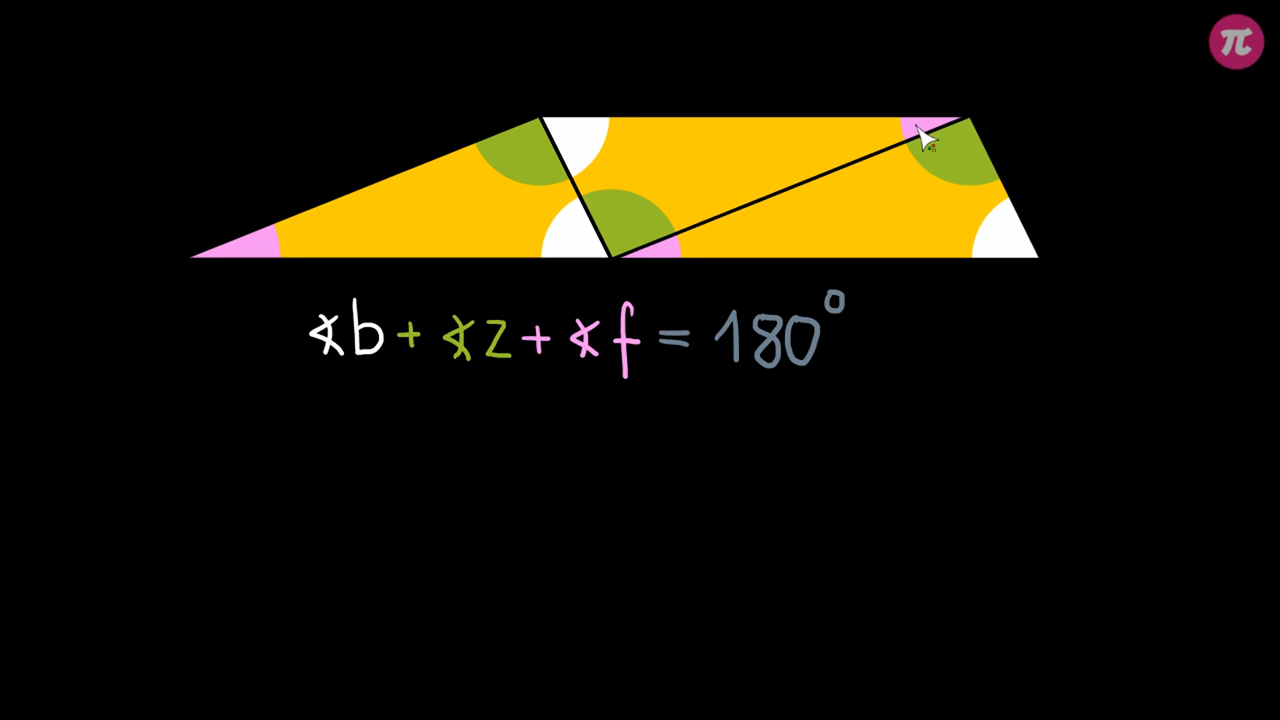 π
∢b + ∢z + ∢f = 180°